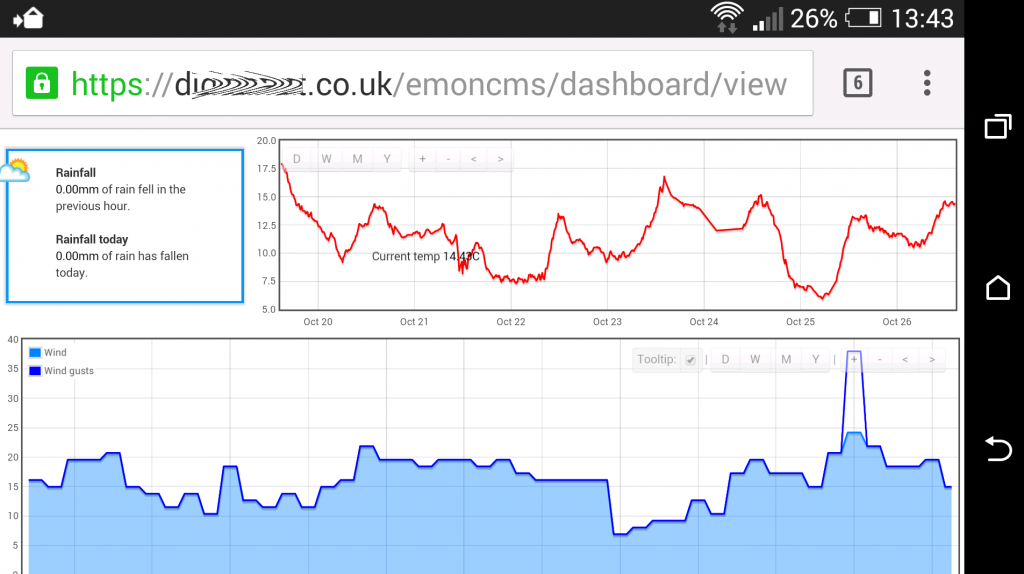 26% 13:43
https://di .co.uk/emoncms/dashboard/view 6
Rainfall
0.00mm of rain fell in the
previous hour.
Rainfall today
0.00mm of rain has fallen
today.
20.0
17.5
15.0
12.5
10.0
7.5
5.0
D W M Y + - < >
Current temp 14.43C
Oct 20 Oct 21 Oct 22 Oct 23 Oct 24 Oct 25 Oct 26
40
35
30
25
20
15
10
5
0
Wind
Wind gusts
Tooltip: | D W M Y | + - < >